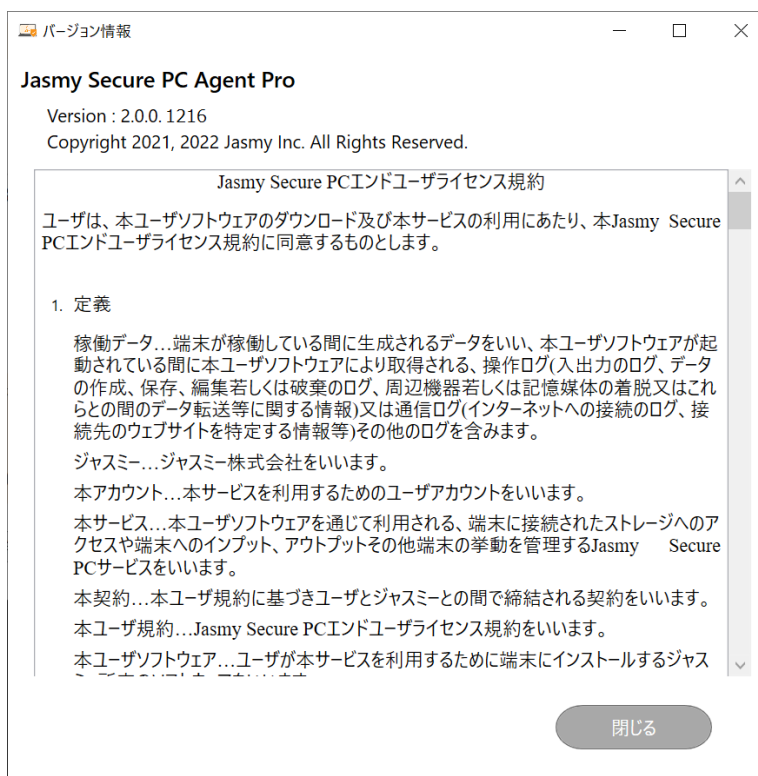 バージョン情報
Jasmy Secure PC Agent Pro
Version : 2.0.0.1216
Copyright 2021, 2022 Jasmy Inc. All Rights Reserved.
Jasmy Secure PCエンドユーザライセンス規約
ユーザは、本ユーザソフトウェアのダウンロード及び本サービスの利用にあたり、本Jasmy Secure
PCエンドユーザライセンス規約に同意するものとします。
1. 定義
稼働データ…端末が稼働している間に生成されるデータをいい、本ユーザソフトウェアが起
動されている間に本ユーザソフトウェアにより取得される、操作ログ(入出力のログ、データ
の作成、保存、編集若しくは破棄のログ、周辺機器若しくは記憶媒体の着脱又はこれ
らとの間のデータ転送等に関する情報)又は通信ログ(インターネットへの接続のログ、接
続先のウェブサイトを特定する情報等)その他のログを含みます。
ジャスミー…ジャスミー株式会社をいいます。
本アカウント…本サービスを利用するためのユーザアカウントをいいます。
本サービス…本ユーザソフトウェアを通じて利用される、端末に接続されたストレージへのア
クセスや端末へのインプット、アウトプットその他端末の挙動を管理するJasmy Secure
PCサービスをいいます。
本契約…本ユーザ規約に基づきユーザとジャスミーとの間で締結される契約をいいます。
本ユーザ規約…Jasmy Secure PCエンドユーザライセンス規約をいいます。
本ユーザソフトウェア…ユーザが本サービスを利用するために端末にインストールするジャス
閉じる